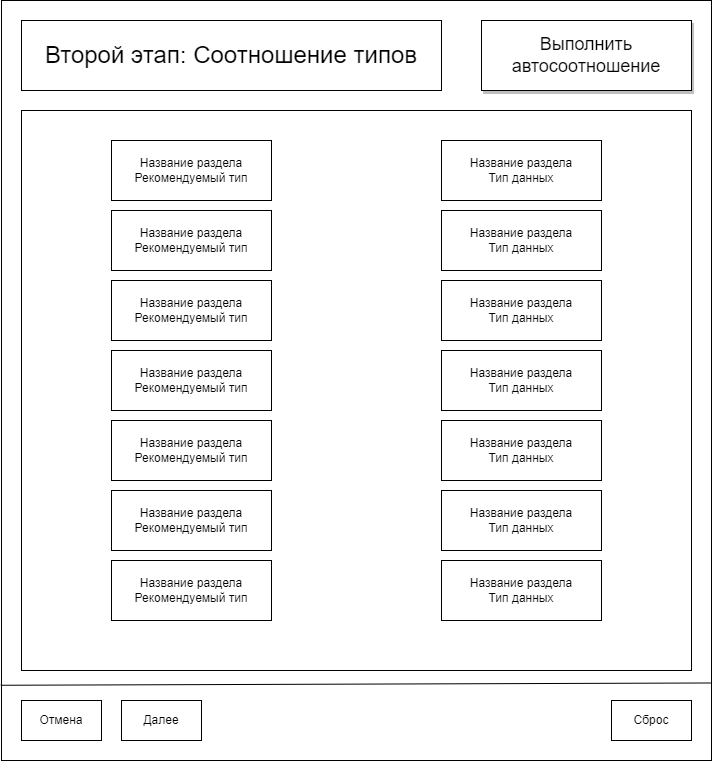 Второй этап: Соотношение типов
Выполнить
автосоотношение
Название раздела
Рекомендуемый тип
Название раздела
Тип данных
Название раздела
Рекомендуемый тип
Название раздела
Тип данных
Название раздела
Рекомендуемый тип
Название раздела
Тип данных
Название раздела
Рекомендуемый тип
Название раздела
Тип данных
Название раздела
Рекомендуемый тип
Название раздела
Тип данных
Название раздела
Рекомендуемый тип
Название раздела
Тип данных
Название раздела
Рекомендуемый тип
Название раздела
Тип данных
Отмена
Далее
Сброс